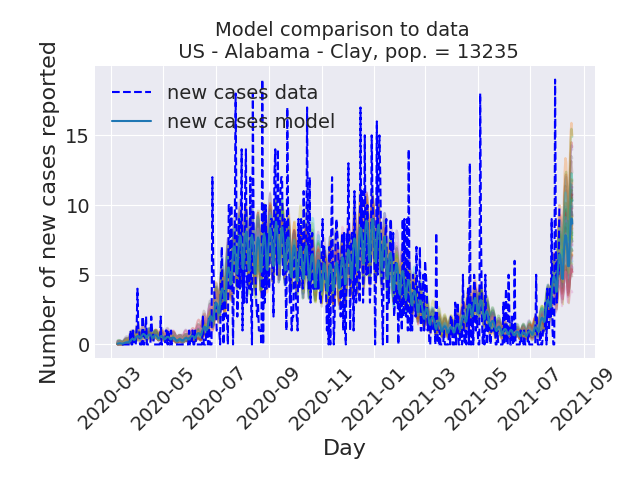 Model comparison to data
US - Alabama - Clay, pop. = 13235
Number of new cases reported
new cases data
new cases model
15
10
5
0
2020-03
2020-05
2020-07
2020-09
2020-11
2021-01
2021-03
2021-05
2021-07
2021-09
Day